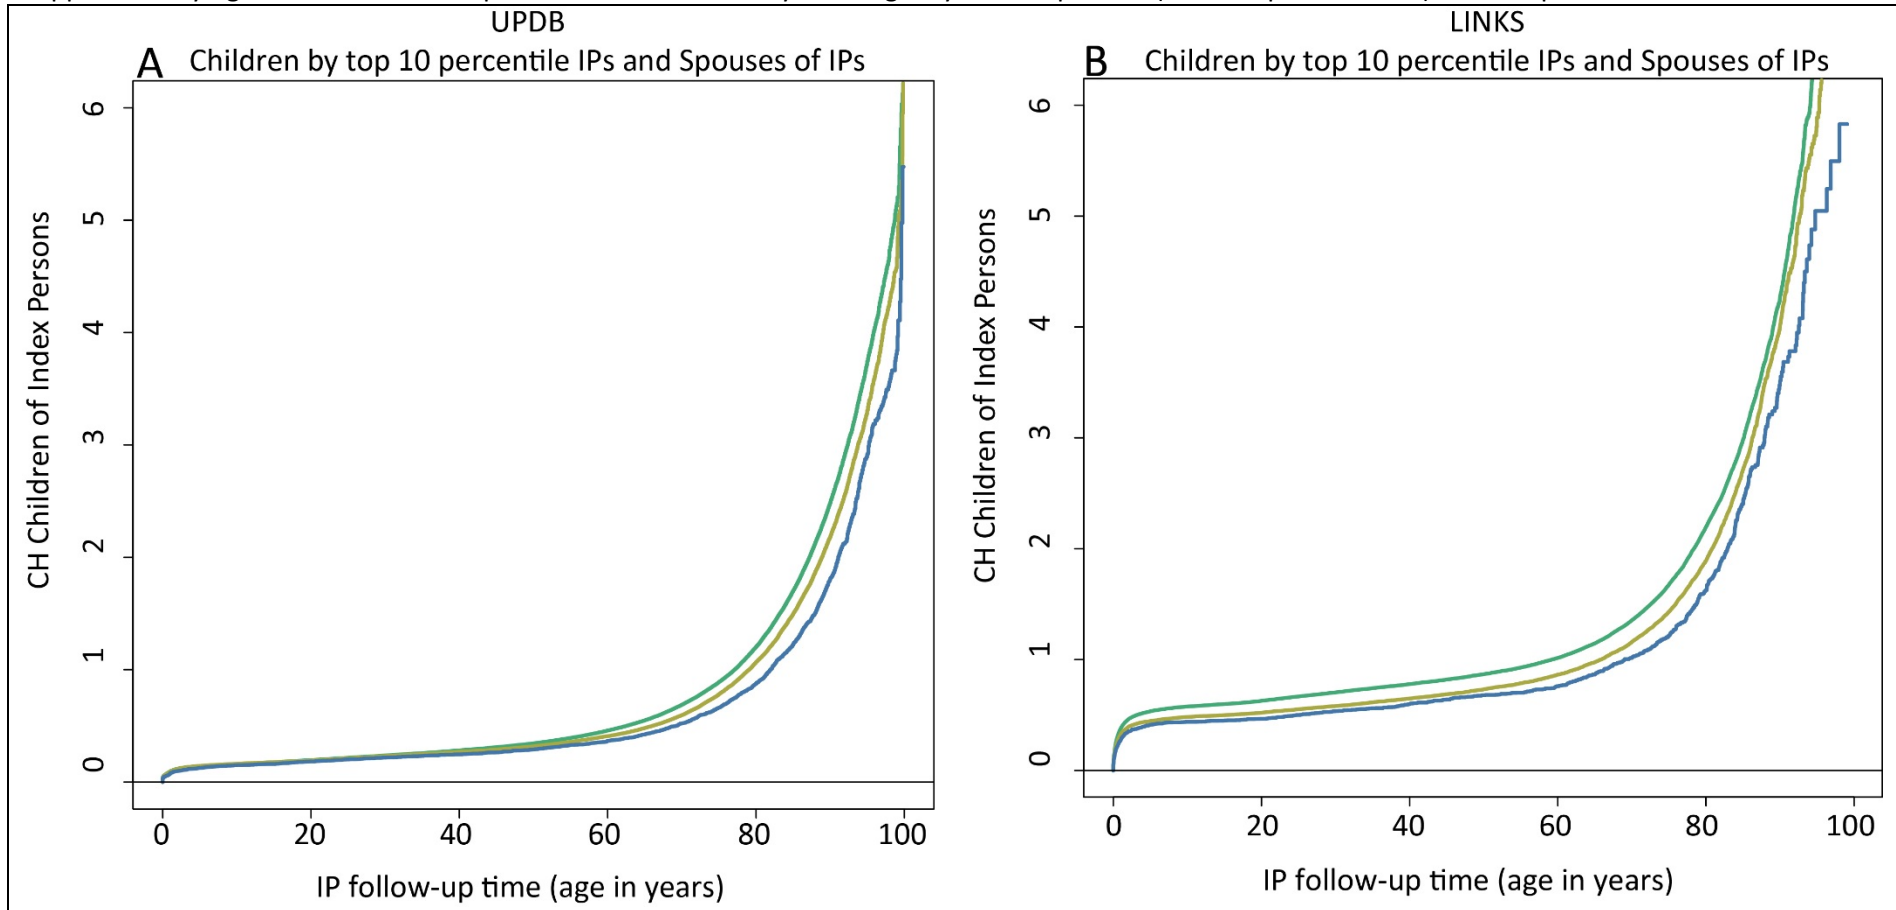 UPDB
A Children by top 10 percentile IPs and Spouses of IPs
CH Children of Index Persons
6
5
4
3
2
1
0
0 20 40 60 80 100
IP follow-up time (age in years)
LINKS
B Children by top 10 percentile IPs and Spouses of IPs
CH Children of Index Persons
6
5
4
3
2
1
0
0 20 40 60 80 100
IP follow-up time (age in years)